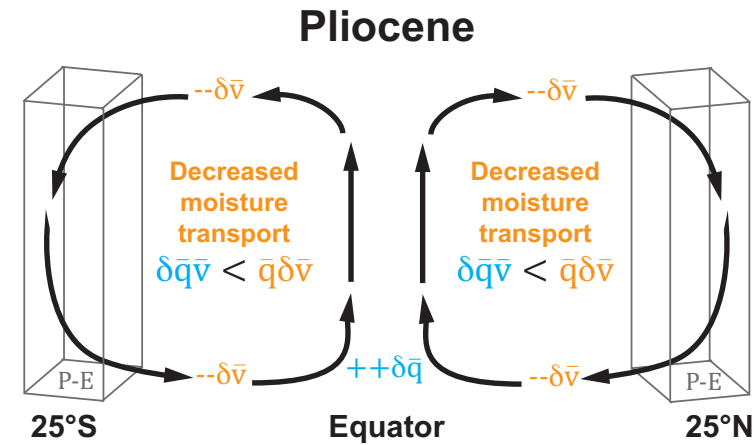 Pliocene
--δv̄
--δv̄
Decreased
moisture
transport
δq̄v̄ < q̄δv̄
Decreased
moisture
transport
δq̄v̄ < q̄δv̄
P-E
--δv̄
++δq̄
--δv̄
P-E
25°S
Equator
25°N